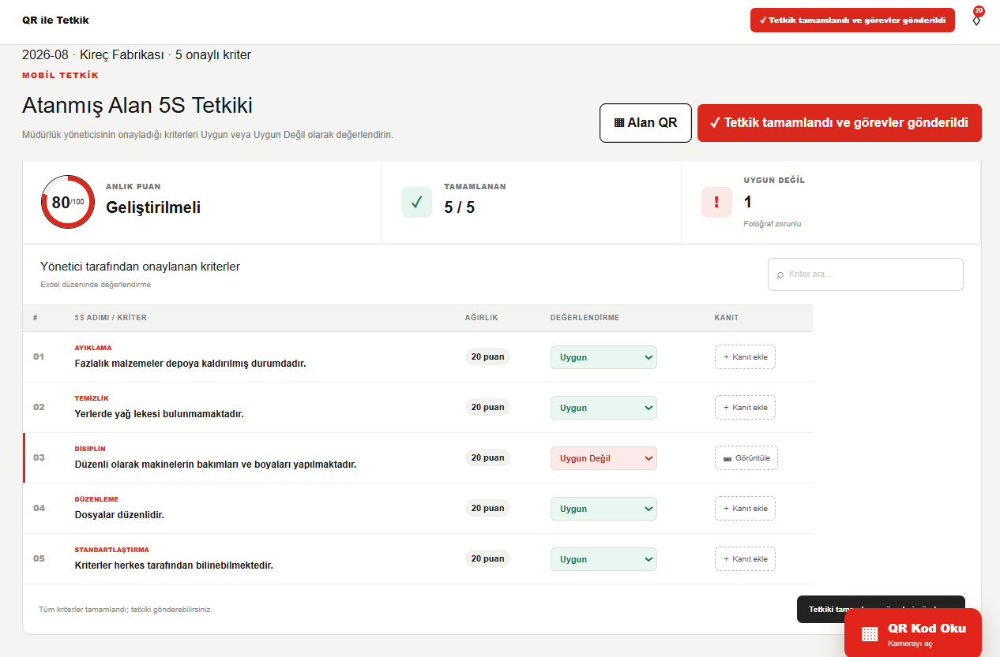 QR ile Tetkik
✓ Tetkik tamamlandı ve görevler gönderildi
20
2026-08 · Kireç Fabrikası · 5 onaylı kriter
MOBİL TETKİK
Atanmış Alan 5S Tetkiki
Müdürlük yöneticisinin onayladığı kriterleri Uygun veya Uygun Değil olarak değerlendirin.
Alan QR
✓ Tetkik tamamlandı ve görevler gönderildi
80/100
ANLIK PUAN
Geliştirilmeli
✓
TAMAMLANAN
5 / 5
!
UYGUN DEĞİL
1
Fotoğraf zorunlu
Yönetici tarafından onaylanan kriterler
Excel düzeninde değerlendirme
Kriter ara...
# 5S ADIMI / KRİTER AĞIRLIK DEĞERLENDİRME KANIT
AYIKLAMA
01 Fazlalık malzemeler depoya kaldırılmış durumdadır. 20 puan Uygun + Kanıt ekle
TEMİZLİK
02 Yerlerde yağ lekesi bulunmamaktadır. 20 puan Uygun + Kanıt ekle
DİSİPLİN
03 Düzenli olarak makinelerin bakımları ve boyaları yapılmaktadır. 20 puan Uygun Değil Görüntüle
DÜZENLEME
04 Dosyalar düzenlidir. 20 puan Uygun + Kanıt ekle
STANDARTLAŞTIRMA
05 Kriterler herkes tarafından bilinebilmektedir. 20 puan Uygun + Kanıt ekle
Tüm kriterler tamamlandı; tetkiki gönderebilirsiniz.
Tetkiki
QR Kod Oku
Kamerayı aç